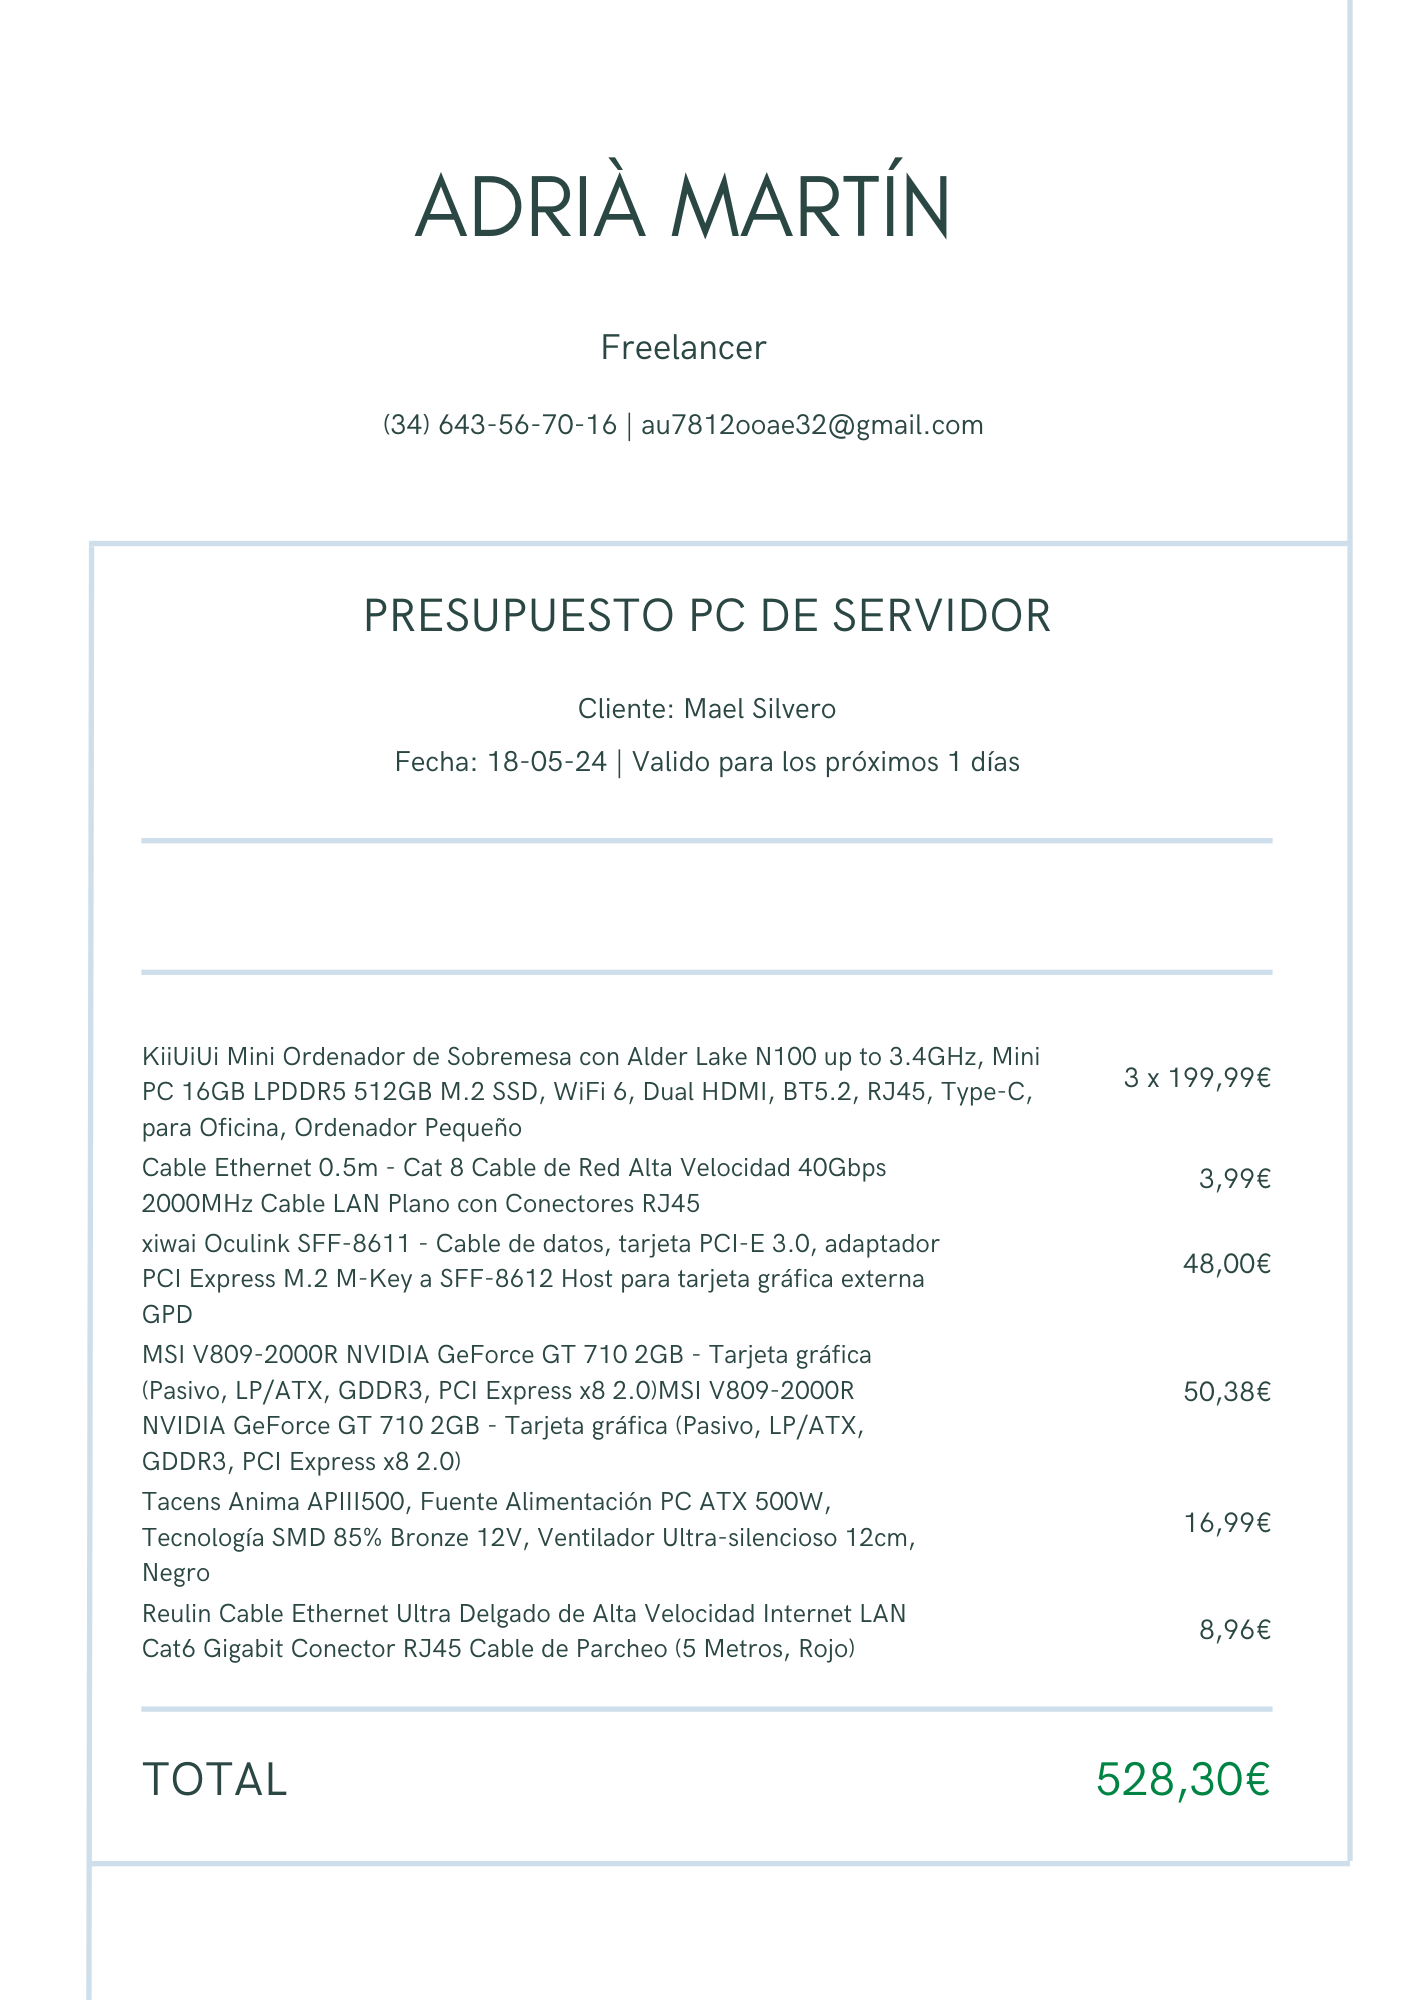 ADRIÀ MARTÍN
Freelancer
(34) 643-56-70-16 | au7812ooae32@gmail.com
PRESUPUESTO PC DE SERVIDOR
Cliente: Mael Silvero
Fecha: 18-05-24 | Valido para los próximos 1 días
KiiUiUi Mini Ordenador de Sobremesa con Alder Lake N100 up to 3.4GHz, Mini
PC 16GB LPDDR5 512GB M.2 SSD, WiFi 6, Dual HDMI, BT5.2, RJ45, Type-C,
para Oficina, Ordenador Pequeño
3 x 199,99€
Cable Ethernet 0.5m - Cat 8 Cable de Red Alta Velocidad 40Gbps
2000MHz Cable LAN Plano con Conectores RJ45
3,99€
xiwai Oculink SFF-8611 - Cable de datos, tarjeta PCI-E 3.0, adaptador
PCI Express M.2 M-Key a SFF-8612 Host para tarjeta gráfica externa
GPD
48,00€
MSI V809-2000R NVIDIA GeForce GT 710 2GB - Tarjeta gráfica
(Pasivo, LP/ATX, GDDR3, PCI Express x8 2.0)MSI V809-2000R
NVIDIA GeForce GT 710 2GB - Tarjeta gráfica (Pasivo, LP/ATX,
GDDR3, PCI Express x8 2.0)
50,38€
Tacens Anima APIII500, Fuente Alimentación PC ATX 500W,
Tecnología SMD 85% Bronze 12V, Ventilador Ultra-silencioso 12cm,
Negro
16,99€
Reulin Cable Ethernet Ultra Delgado de Alta Velocidad Internet LAN
Cat6 Gigabit Conector RJ45 Cable de Parcheo (5 Metros, Rojo)
8,96€
TOTAL
528,30€